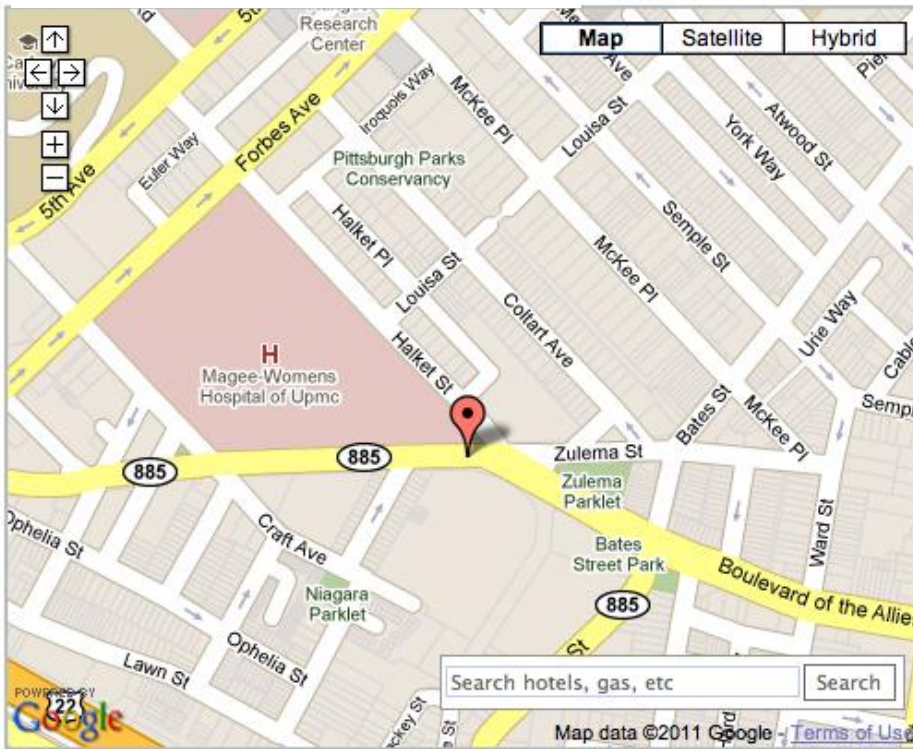 Research
Center
Map
Satellite
Hybrid
5th Ave
Euler Way
Forbes Ave
Iroquois Way
McKee Pl
Louisa St
York Way
Atwood St
Pittsburgh Parks
Conservancy
Halket Pl
Louisa St
Semple St
McKee Pl
Coltart Ave
Halket St
H
Magee-Womens
Hospital of Upmc
Urie Way
Bates St
McKee Pl
885
885
Zulema St
Zulema
Parklet
Ward St
Ophelia St
Craft Ave
Bates
Street Park
Boulevard of the Allie
Niagara
Parklet
885
Ophelia St
St
Lawn St
22
POWERED BY
Google
Search hotels, gas, etc
Search
Map data ©2011 Google - Terms of Use